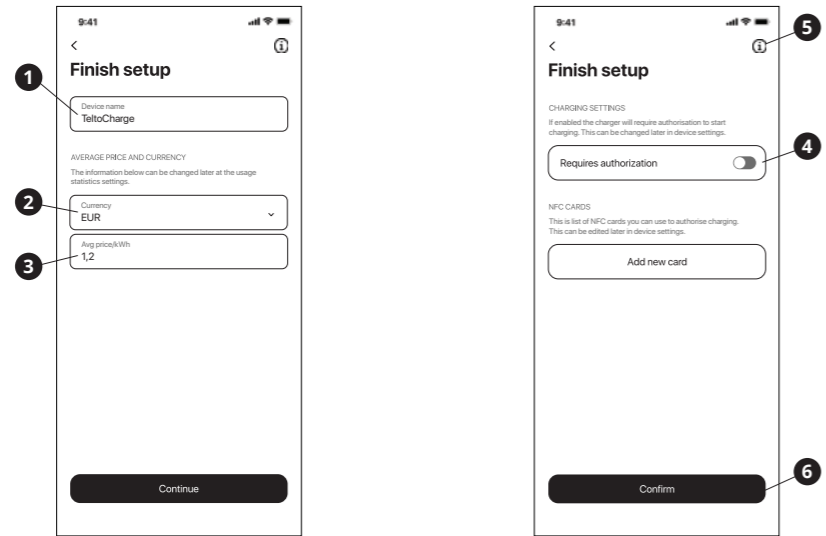 9:41
Finish setup
1
Device name
TeltoCharge
AVERAGE PRICE AND CURRENCY
The information below can be changed later at the usage
statistics settings.
2
Currency
EUR
Avg price/kWh
3
1,2
Continue
9:41
5
Finish setup
CHARGING SETTINGS
If enabled the charger will require authorisation to start
charging. This can be changed later in device settings.
4
Requires authorization
NFC CARDS
This is list of NFC cards you can use to authorise charging.
This can be edited later in device settings.
Add new card
6
Confirm